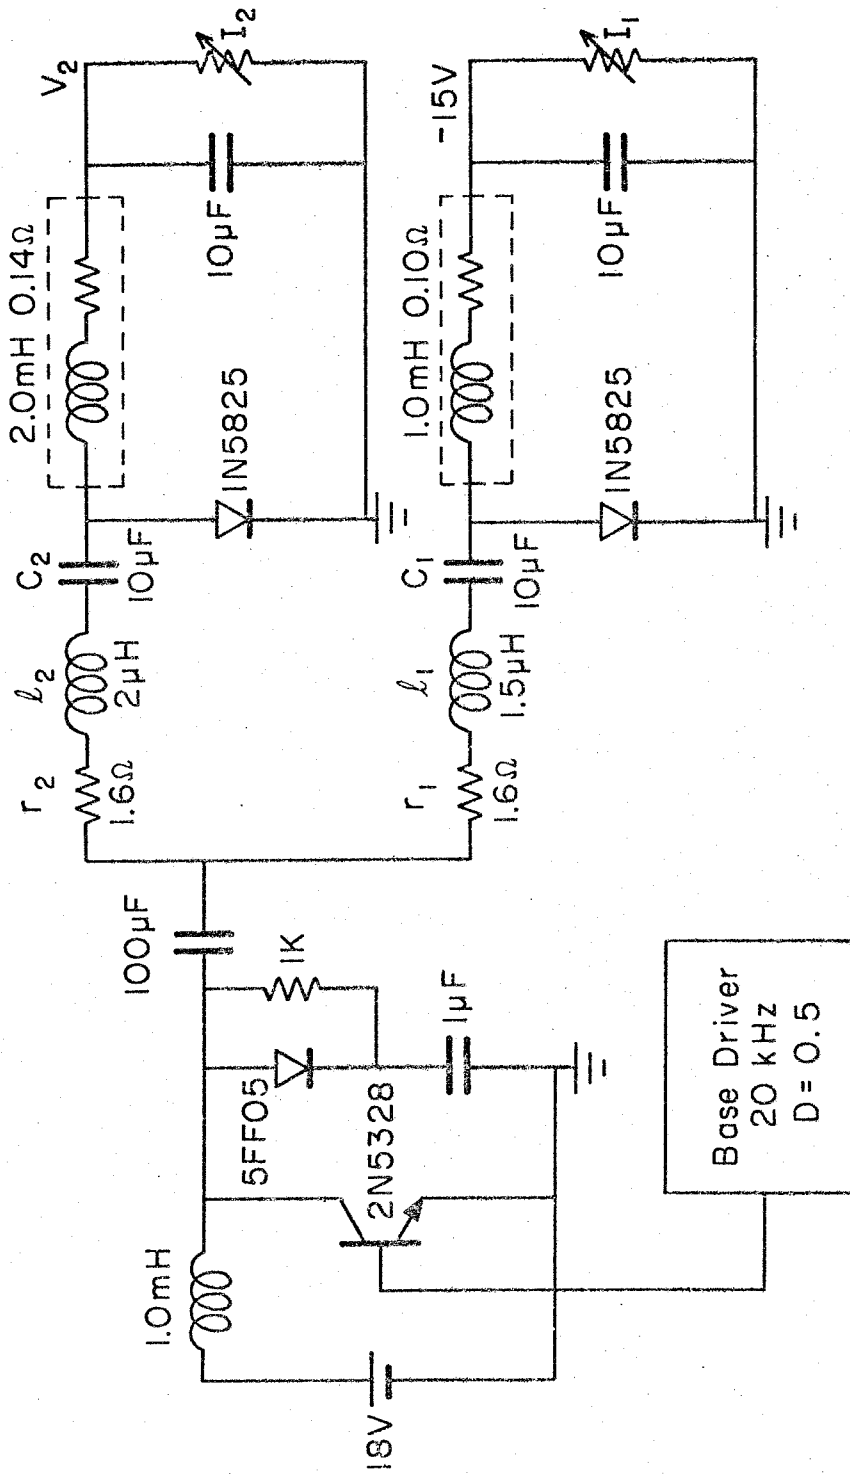 18V
1.0mH
2N5328
5FF05
1K
1µF
100µF
Base Driver
20 kHz
D = 0.5
r₂
1.6Ω
ℓ₂
2µH
C₂
10µF
2.0mH 0.14Ω
1N5825
10µF
V₂
I₂
r₁
1.6Ω
ℓ₁
1.5µH
C₁
10µF
1.0mH 0.10Ω
1N5825
10µF
-15V
I₁